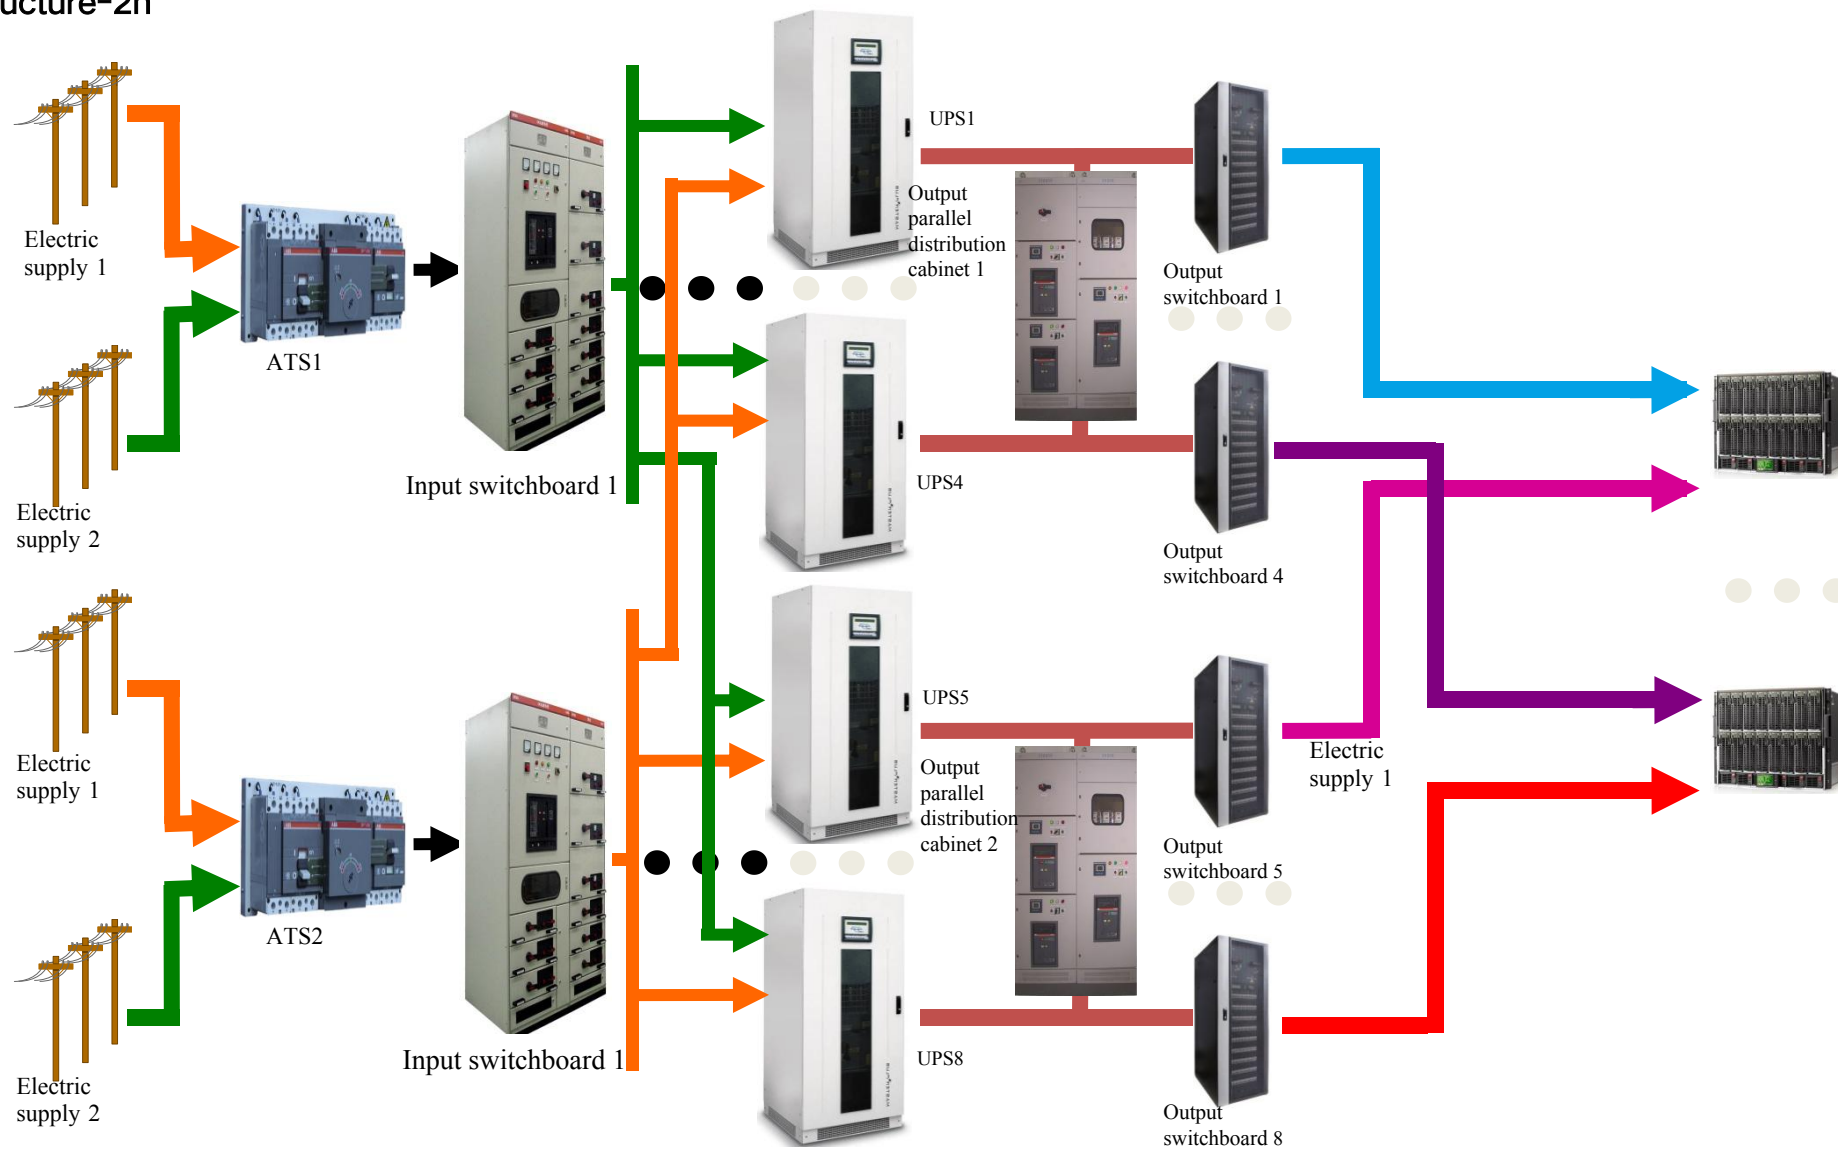 ucture-2n
Electric
supply 1
Electric
supply 2
ATS1
Input switchboard 1
UPS1
Output
parallel
distribution
cabinet 1
Output
switchboard 1
UPS4
Output
switchboard 4
Electric
supply 1
Electric
supply 2
ATS2
Input switchboard 1
UPS5
Output
parallel
distribution
cabinet 2
Output
switchboard 5
Electric
supply 1
UPS8
Output
switchboard 8